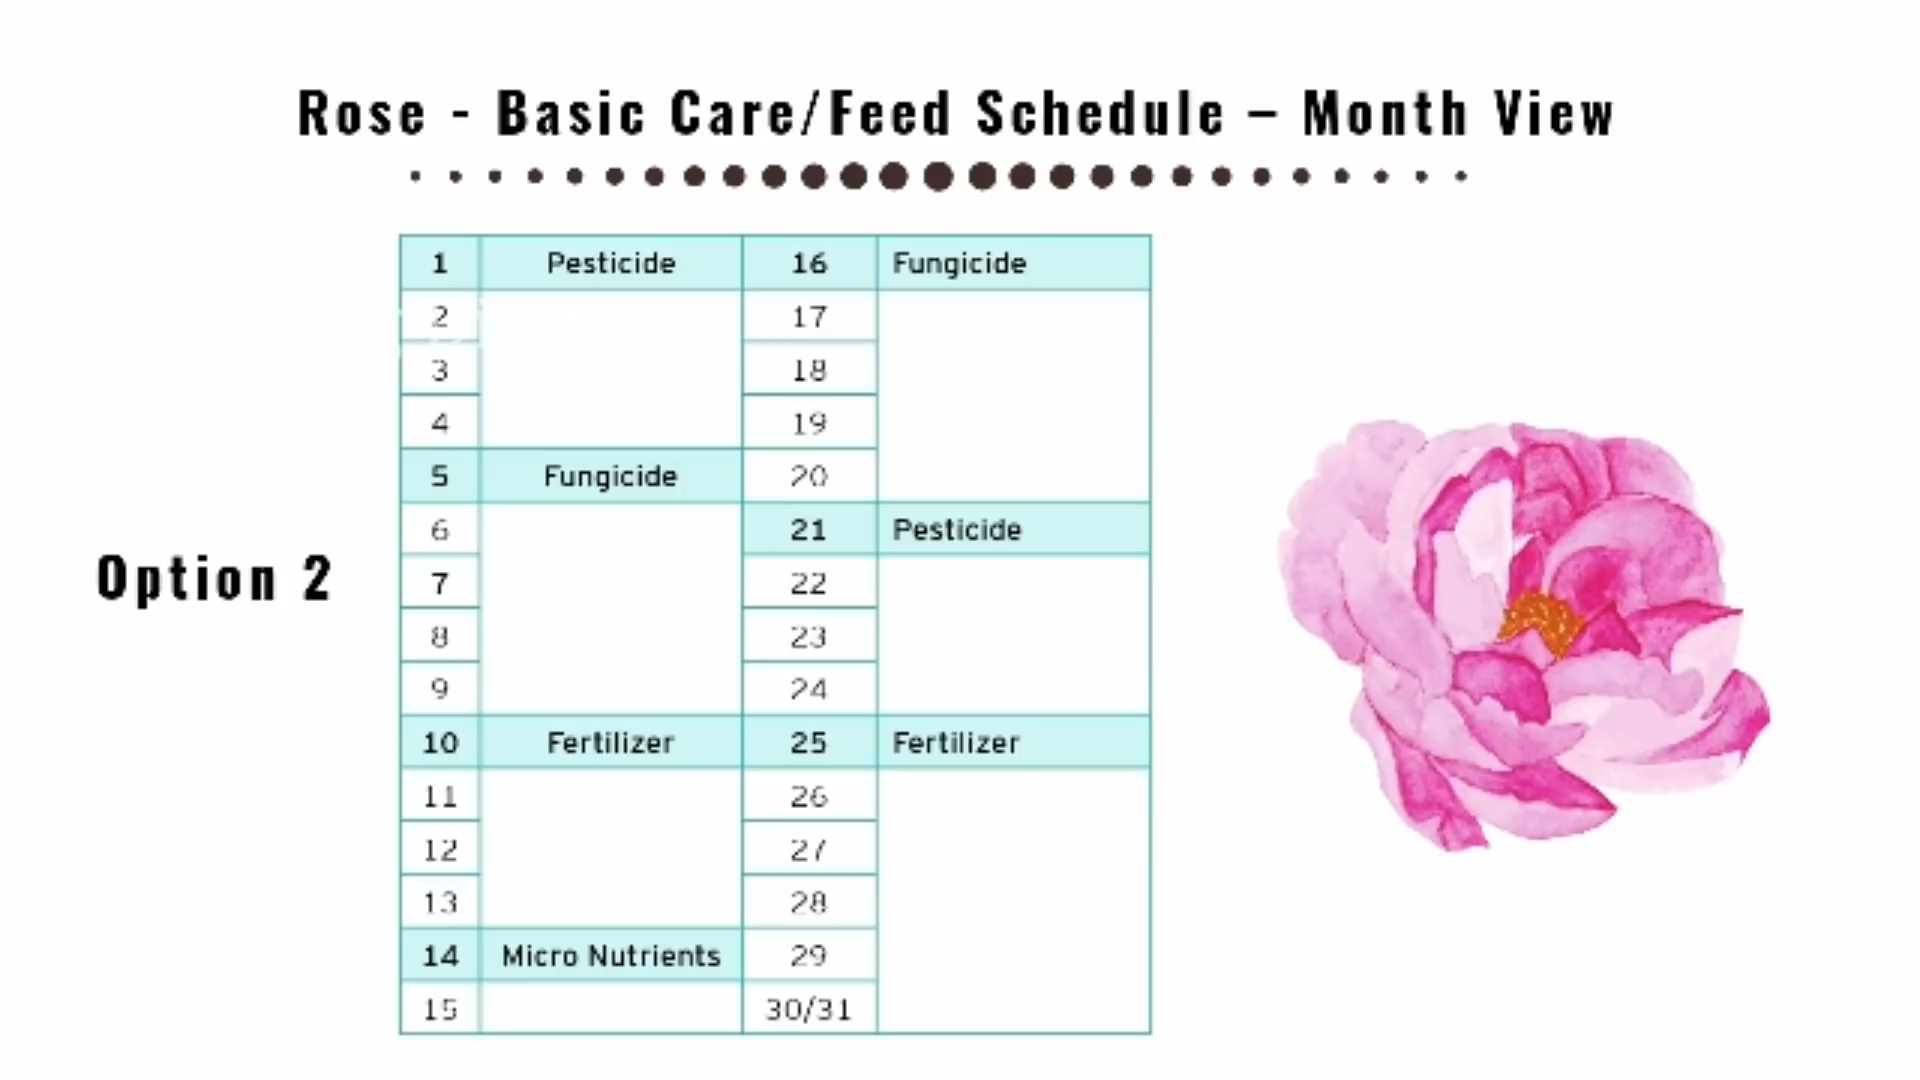 Rose - Basic Care/Feed Schedule – Month View
1 Pesticide 16 Fungicide
2 17
3 18
4 19
5 Fungicide 20
6 21 Pesticide
Option 2
7 22
8 23
9 24
10 Fertilizer 25 Fertilizer
11 26
12 27
13 28
14 Micro Nutrients 29
15 30/31